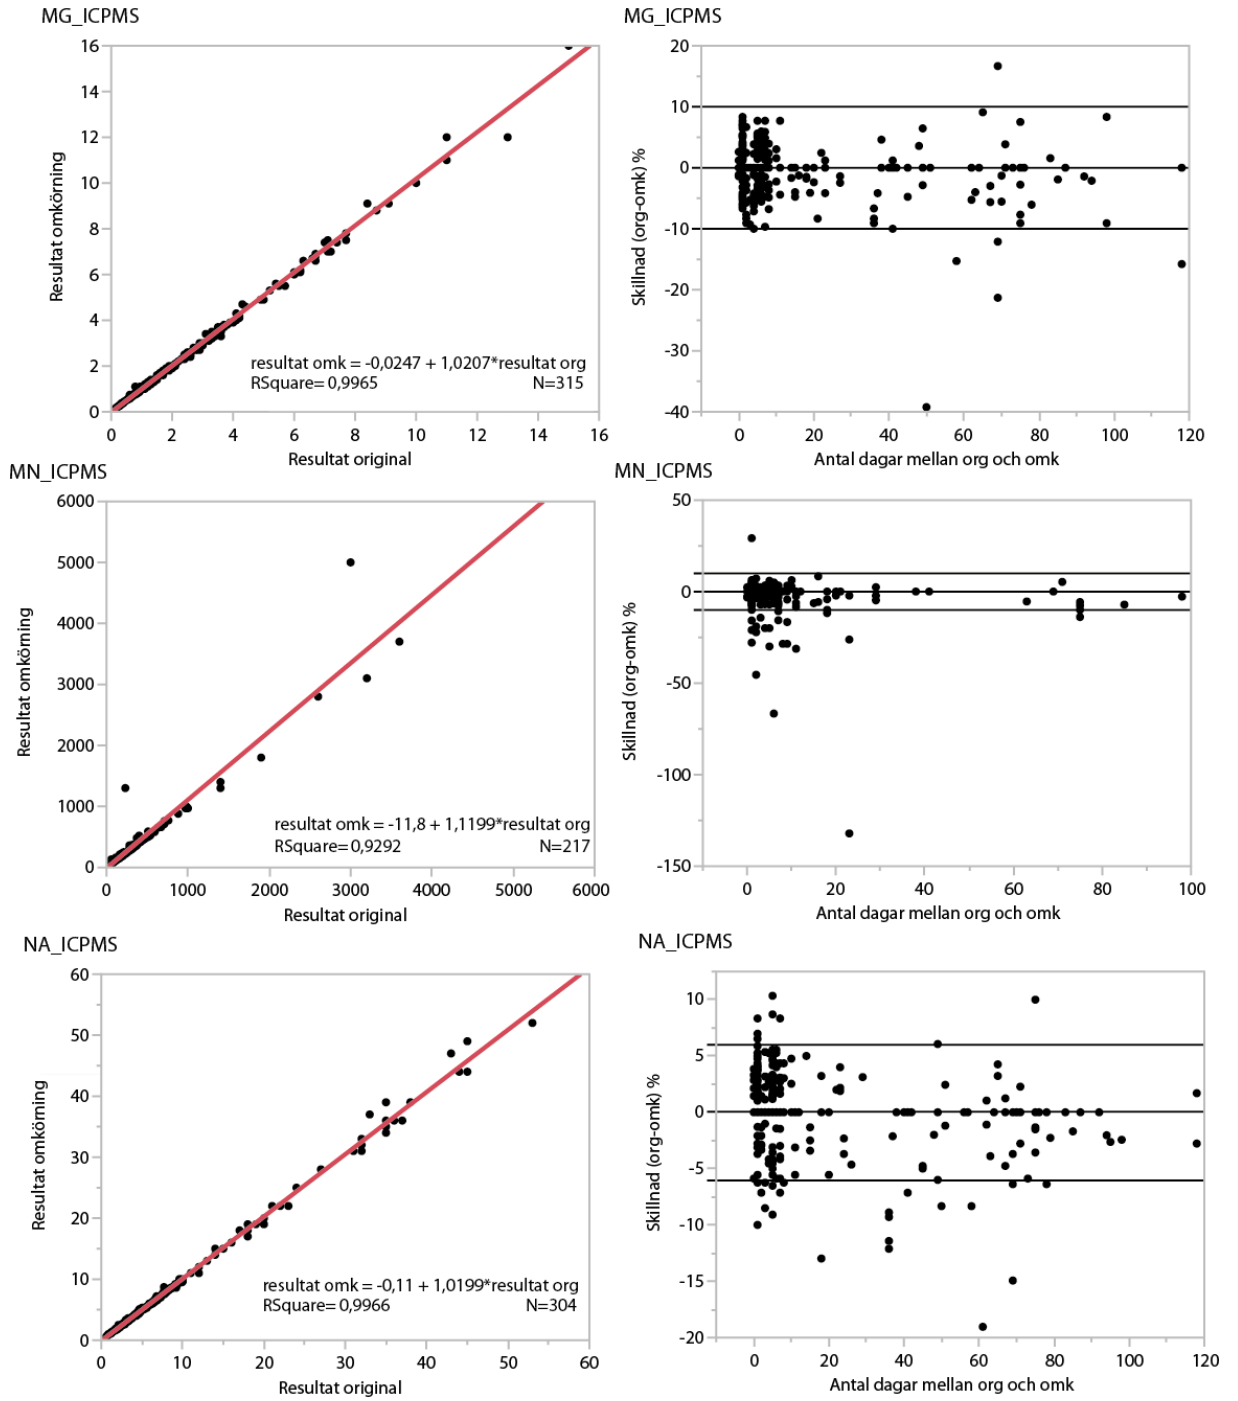 MG_ICPMS
16
14
12
10
8
6
4
2
0
Resultat omkörning
resultat omk = -0,0247 + 1,0207*resultat org
RSquare= 0,9965 N=315
0 2 4 6 8 10 12 14 16
Resultat original
MG_ICPMS
20
10
0
-10
-20
-30
-40
Skillnad (org-omk) %
0 20 40 60 80 100 120
Antal dagar mellan org och omk
MN_ICPMS
6000
5000
4000
3000
2000
1000
0
Resultat omkörning
resultat omk = -11,8 + 1,1199*resultat org
RSquare= 0,9292 N=217
0 1000 2000 3000 4000 5000 6000
Resultat original
MN_ICPMS
50
0
-50
-100
-150
Skillnad (org-omk) %
0 20 40 60 80 100
Antal dagar mellan org och omk
NA_ICPMS
60
50
40
30
20
10
0
Resultat omkörning
resultat omk = -0,11 + 1,0199*resultat org
RSquare= 0,9966 N=304
0 10 20 30 40 50 60
Resultat original
NA_ICPMS
10
5
0
-5
-10
-15
-20
Skillnad (org-omk) %
0 20 40 60 80 100 120
Antal dagar mellan org och omk